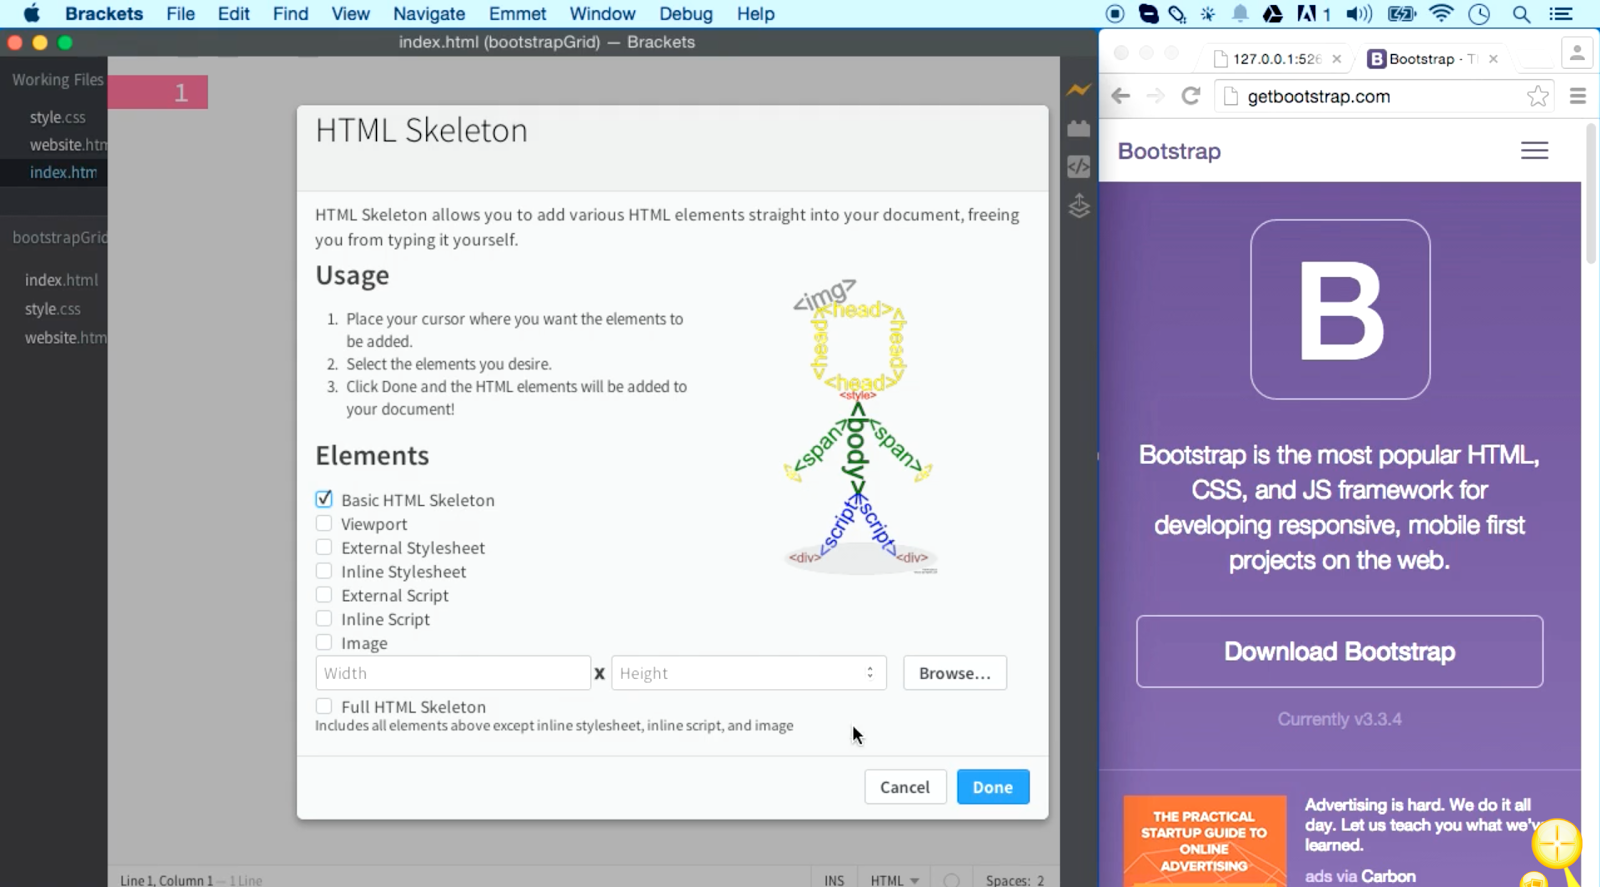 Brackets File Edit Find View Navigate Emmet Window Debug Help 1
index.html (bootstrapGrid) — Brackets
Working Files
style.css
website.htm
index.htm
bootstrapGrid
index.html
style.css
website.htm
1
HTML Skeleton
HTML Skeleton allows you to add various HTML elements straight into your document, freeing
you from typing it yourself.
Usage
1. Place your cursor where you want the elements to
be added.
2. Select the elements you desire.
3. Click Done and the HTML elements will be added to
your document!
<img>
<head>
<head>
<head>
<head>
<style>
<body>
<span>
<span>
<script>
<script>
<div>
<div>
Elements
Basic HTML Skeleton
Viewport
External Stylesheet
Inline Stylesheet
External Script
Inline Script
Image
Width x Height Browse...
Full HTML Skeleton
Includes all elements above except inline stylesheet, inline script, and image
Cancel Done
Line 1, Column 1 — 1 Line INS HTML Spaces: 2
127.0.0.1:526 Bootstrap - T
getbootstrap.com
Bootstrap
B
Bootstrap is the most popular HTML,
CSS, and JS framework for
developing responsive, mobile first
projects on the web.
Download Bootstrap
Currently v3.3.4
THE PRACTICAL
STARTUP GUIDE TO
ONLINE
ADVERTISING
Advertising is hard. We do it all
day. Let us teach you what we'v
learned.
ads via Carbon